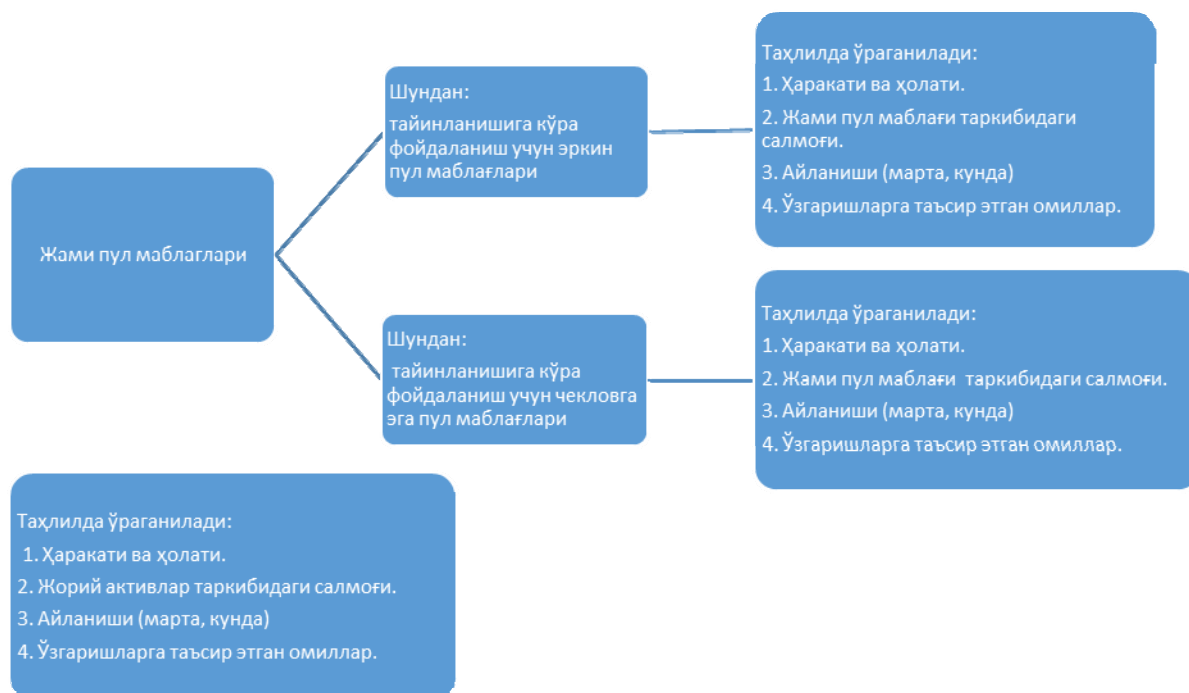 Жами пул маблаглари
Шундан:
тайинланишига кўра
фойдаланиш учун эркин
пул маблағлари
Таҳлилда ўраганилади:
1. Ҳаракати ва ҳолати.
2. Жами пул маблағи таркибидаги
салмоғи.
3. Айланиши (марта, кунда)
4. Ўзгаришларга таъсир этган омиллар.
Шундан:
тайинланишига кўра
фойдаланиш учун чекловга
эга пул маблағлари
Таҳлилда ўраганилади:
1. Ҳаракати ва ҳолати.
2. Жами пул маблағи таркибидаги салмоғи.
3. Айланиши (марта, кунда)
4. Ўзгаришларга таъсир этган омиллар.
Таҳлилда ўраганилади:
1. Ҳаракати ва ҳолати.
2. Жорий активлар таркибидаги салмоғи.
3. Айланиши (марта, кунда)
4. Ўзгаришларга таъсир этган омиллар.